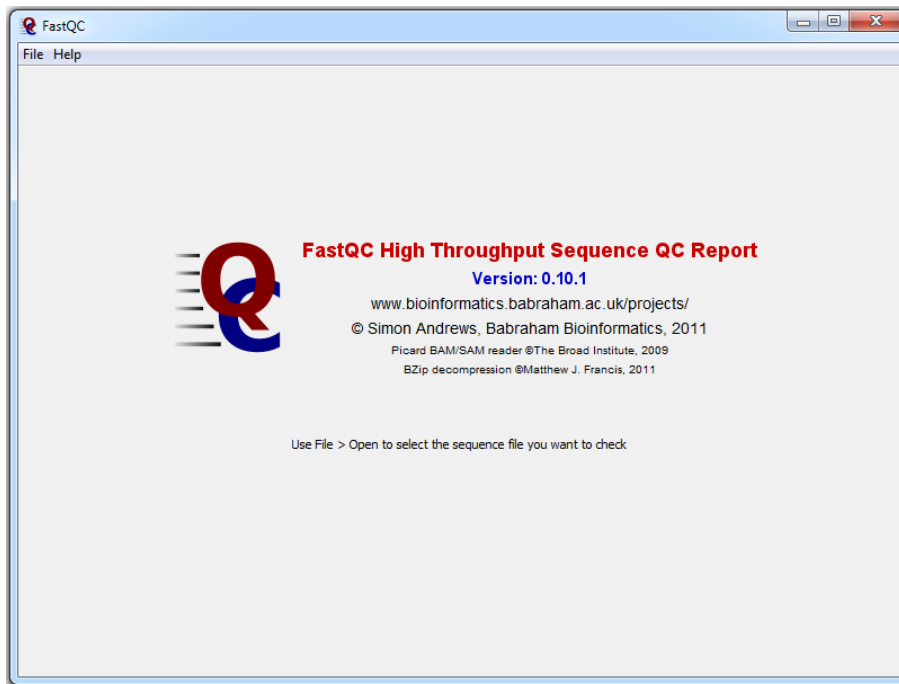 FastQC
File Help
QC
FastQC High Throughput Sequence QC Report
Version: 0.10.1
www.bioinformatics.babraham.ac.uk/projects/
© Simon Andrews, Babraham Bioinformatics, 2011
Picard BAM/SAM reader ©The Broad Institute, 2009
BZip decompression ©Matthew J. Francis, 2011
Use File > Open to select the sequence file you want to check